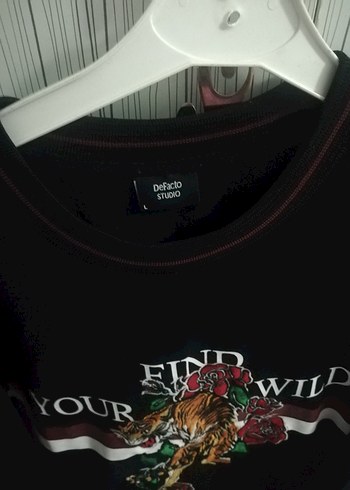 DeFacto
STUDIO
L
FIND
YOUR WILD